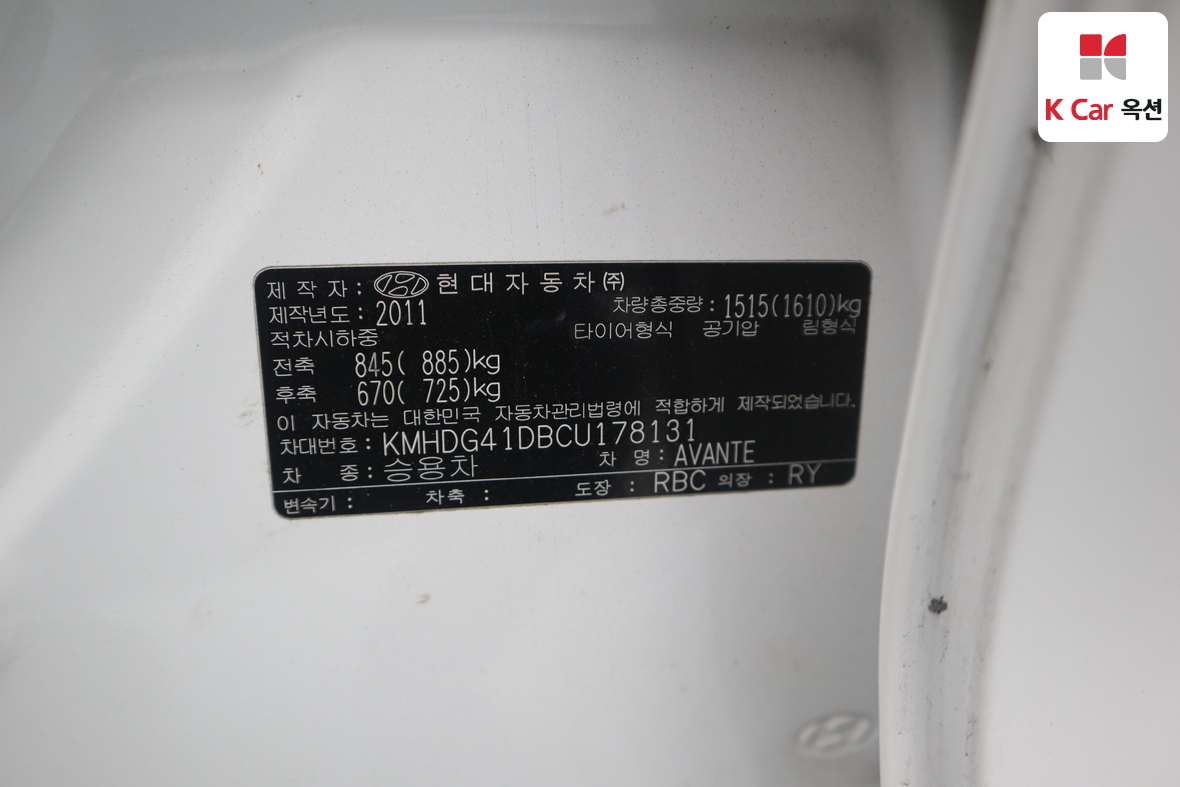 K Car 옥션
제 작 자 : 현 대 자 동 차 ㈜
제작년도 : 2011 차량총중량 : 1515(1610)kg
적차시하중 타이어형식 공기압 림형식
전축 845( 885)kg
후축 670( 725)kg
이 자동차는 대한민국 자동차관리법령에 적합하게 제작되었습니다.
차대번호 : KMHDG41DBCU178131
차 종 : 승용차 차 명 : AVANTE
변속기 : 차축 : 도장 : RBC 의장 : RY